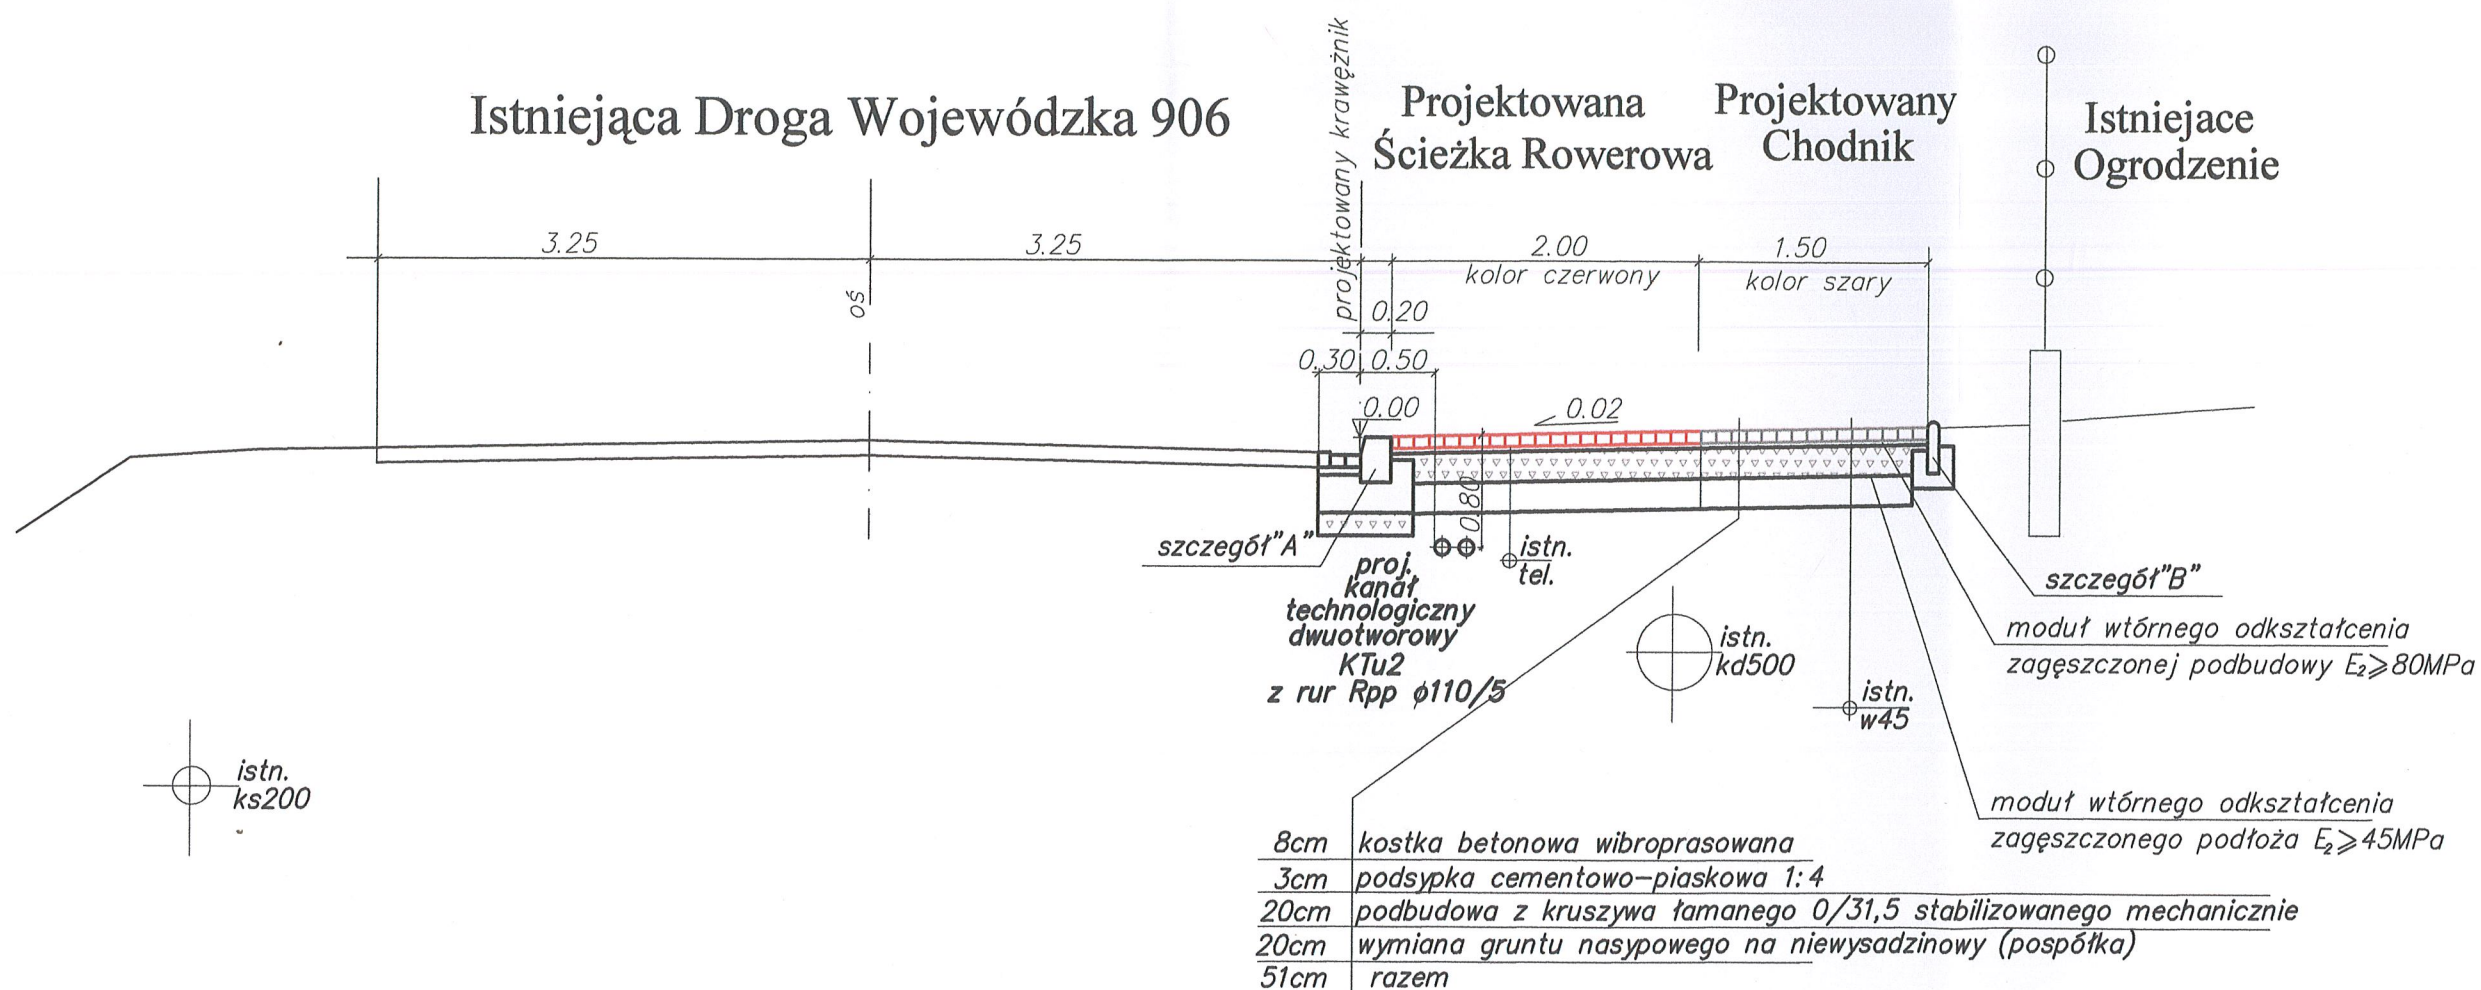 projektowany krawężnik
Istniejąca Droga Wojewódzka 906
Projektowana
Ścieżka Rowerowa
Projektowany
Chodnik
Istniejace
Ogrodzenie
3.25
3.25
2.00
kolor czerwony
1.50
kolor szary
oś
0.20
0.30
0.50
0.00
0.02
0.80
szczegół"A"
proj.
kanał
technologiczny
dwuotworowy
KTu2
z rur Rpp φ110/5
istn.
tel.
istn.
kd500
istn.
w45
szczegół"B"
moduł wtórnego odkształcenia
zagęszczonej podbudowy E₂⩾80MPa
moduł wtórnego odkształcenia
zagęszczonego podłoża E₂⩾45MPa
istn.
ks200
8cm kostka betonowa wibroprasowana
3cm podsypka cementowo-piaskowa 1:4
20cm podbudowa z kruszywa łamanego 0/31,5 stabilizowanego mechanicznie
20cm wymiana gruntu nasypowego na niewysadzinowy (pospółka)
51cm razem